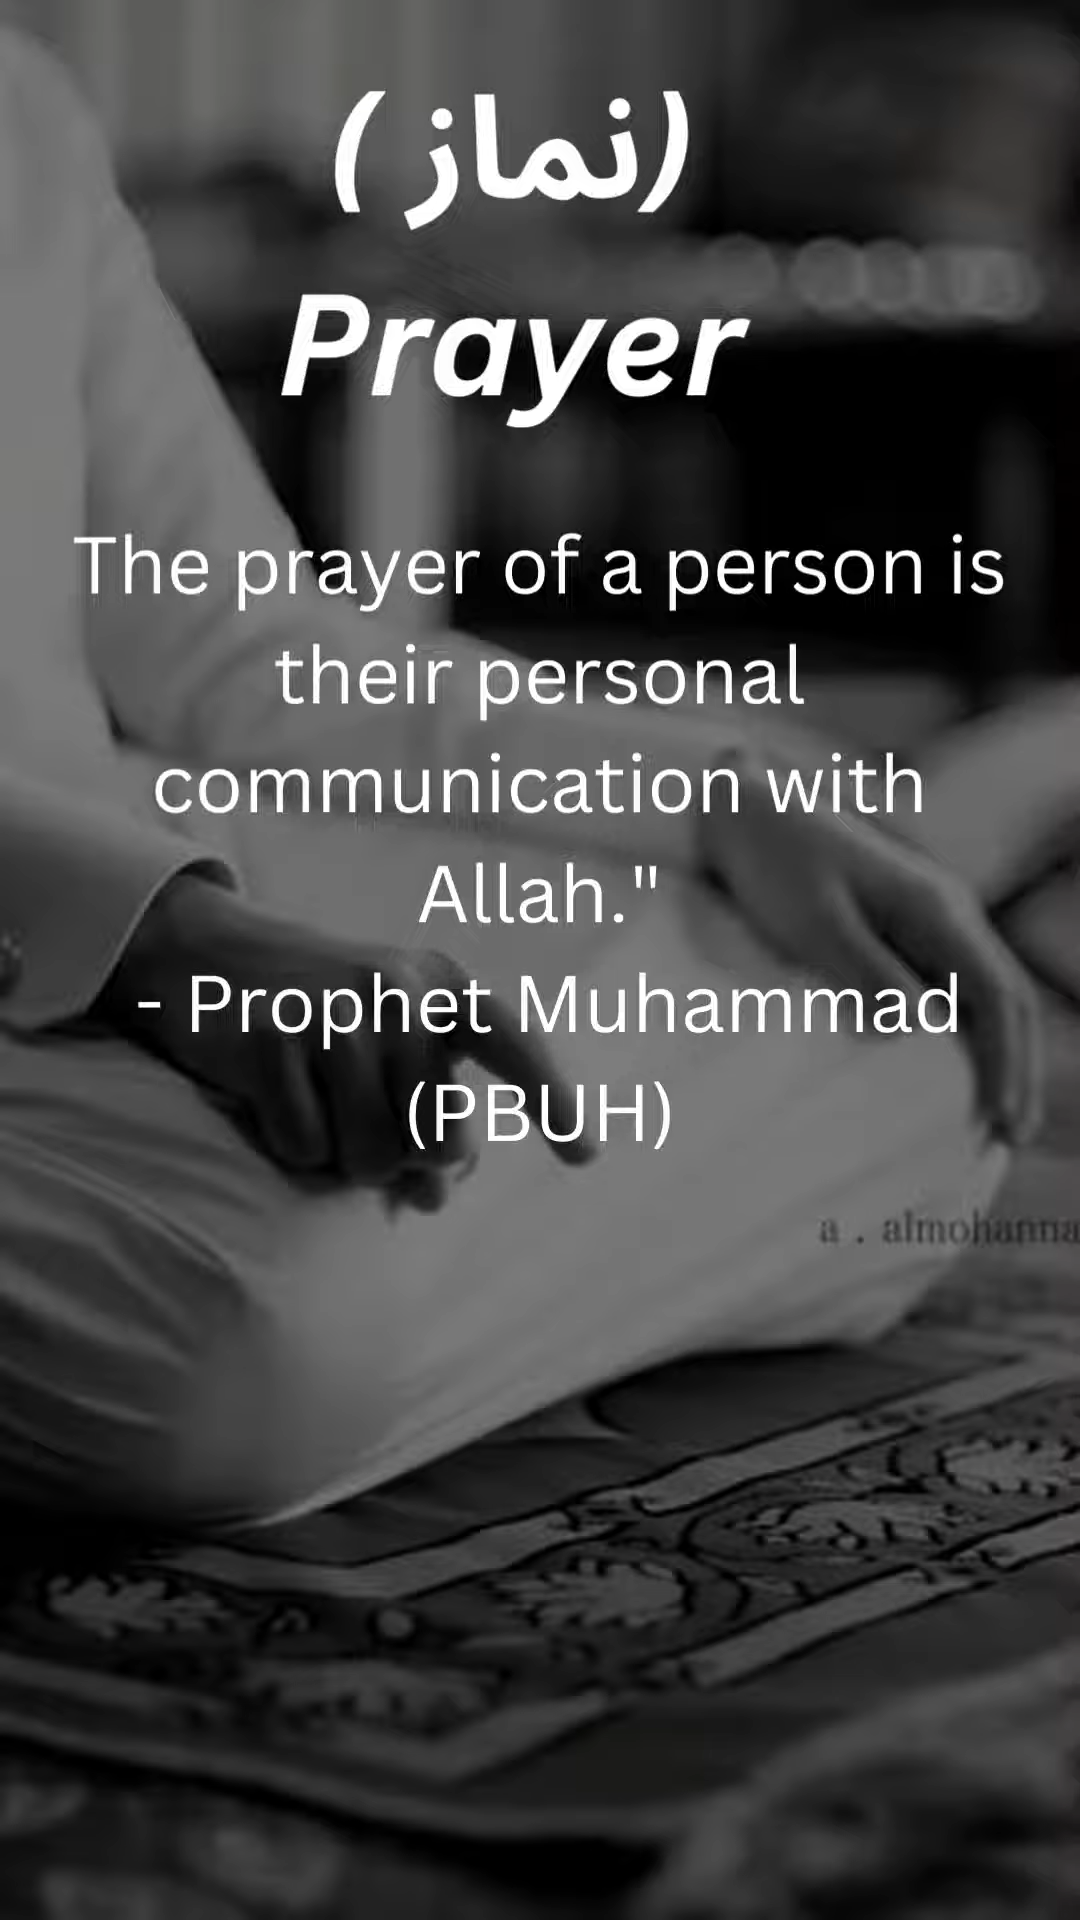 (نماز )
Prayer
The prayer of a person is
their personal
communication with
Allah."
- Prophet Muhammad
(PBUH)
a . almohanna